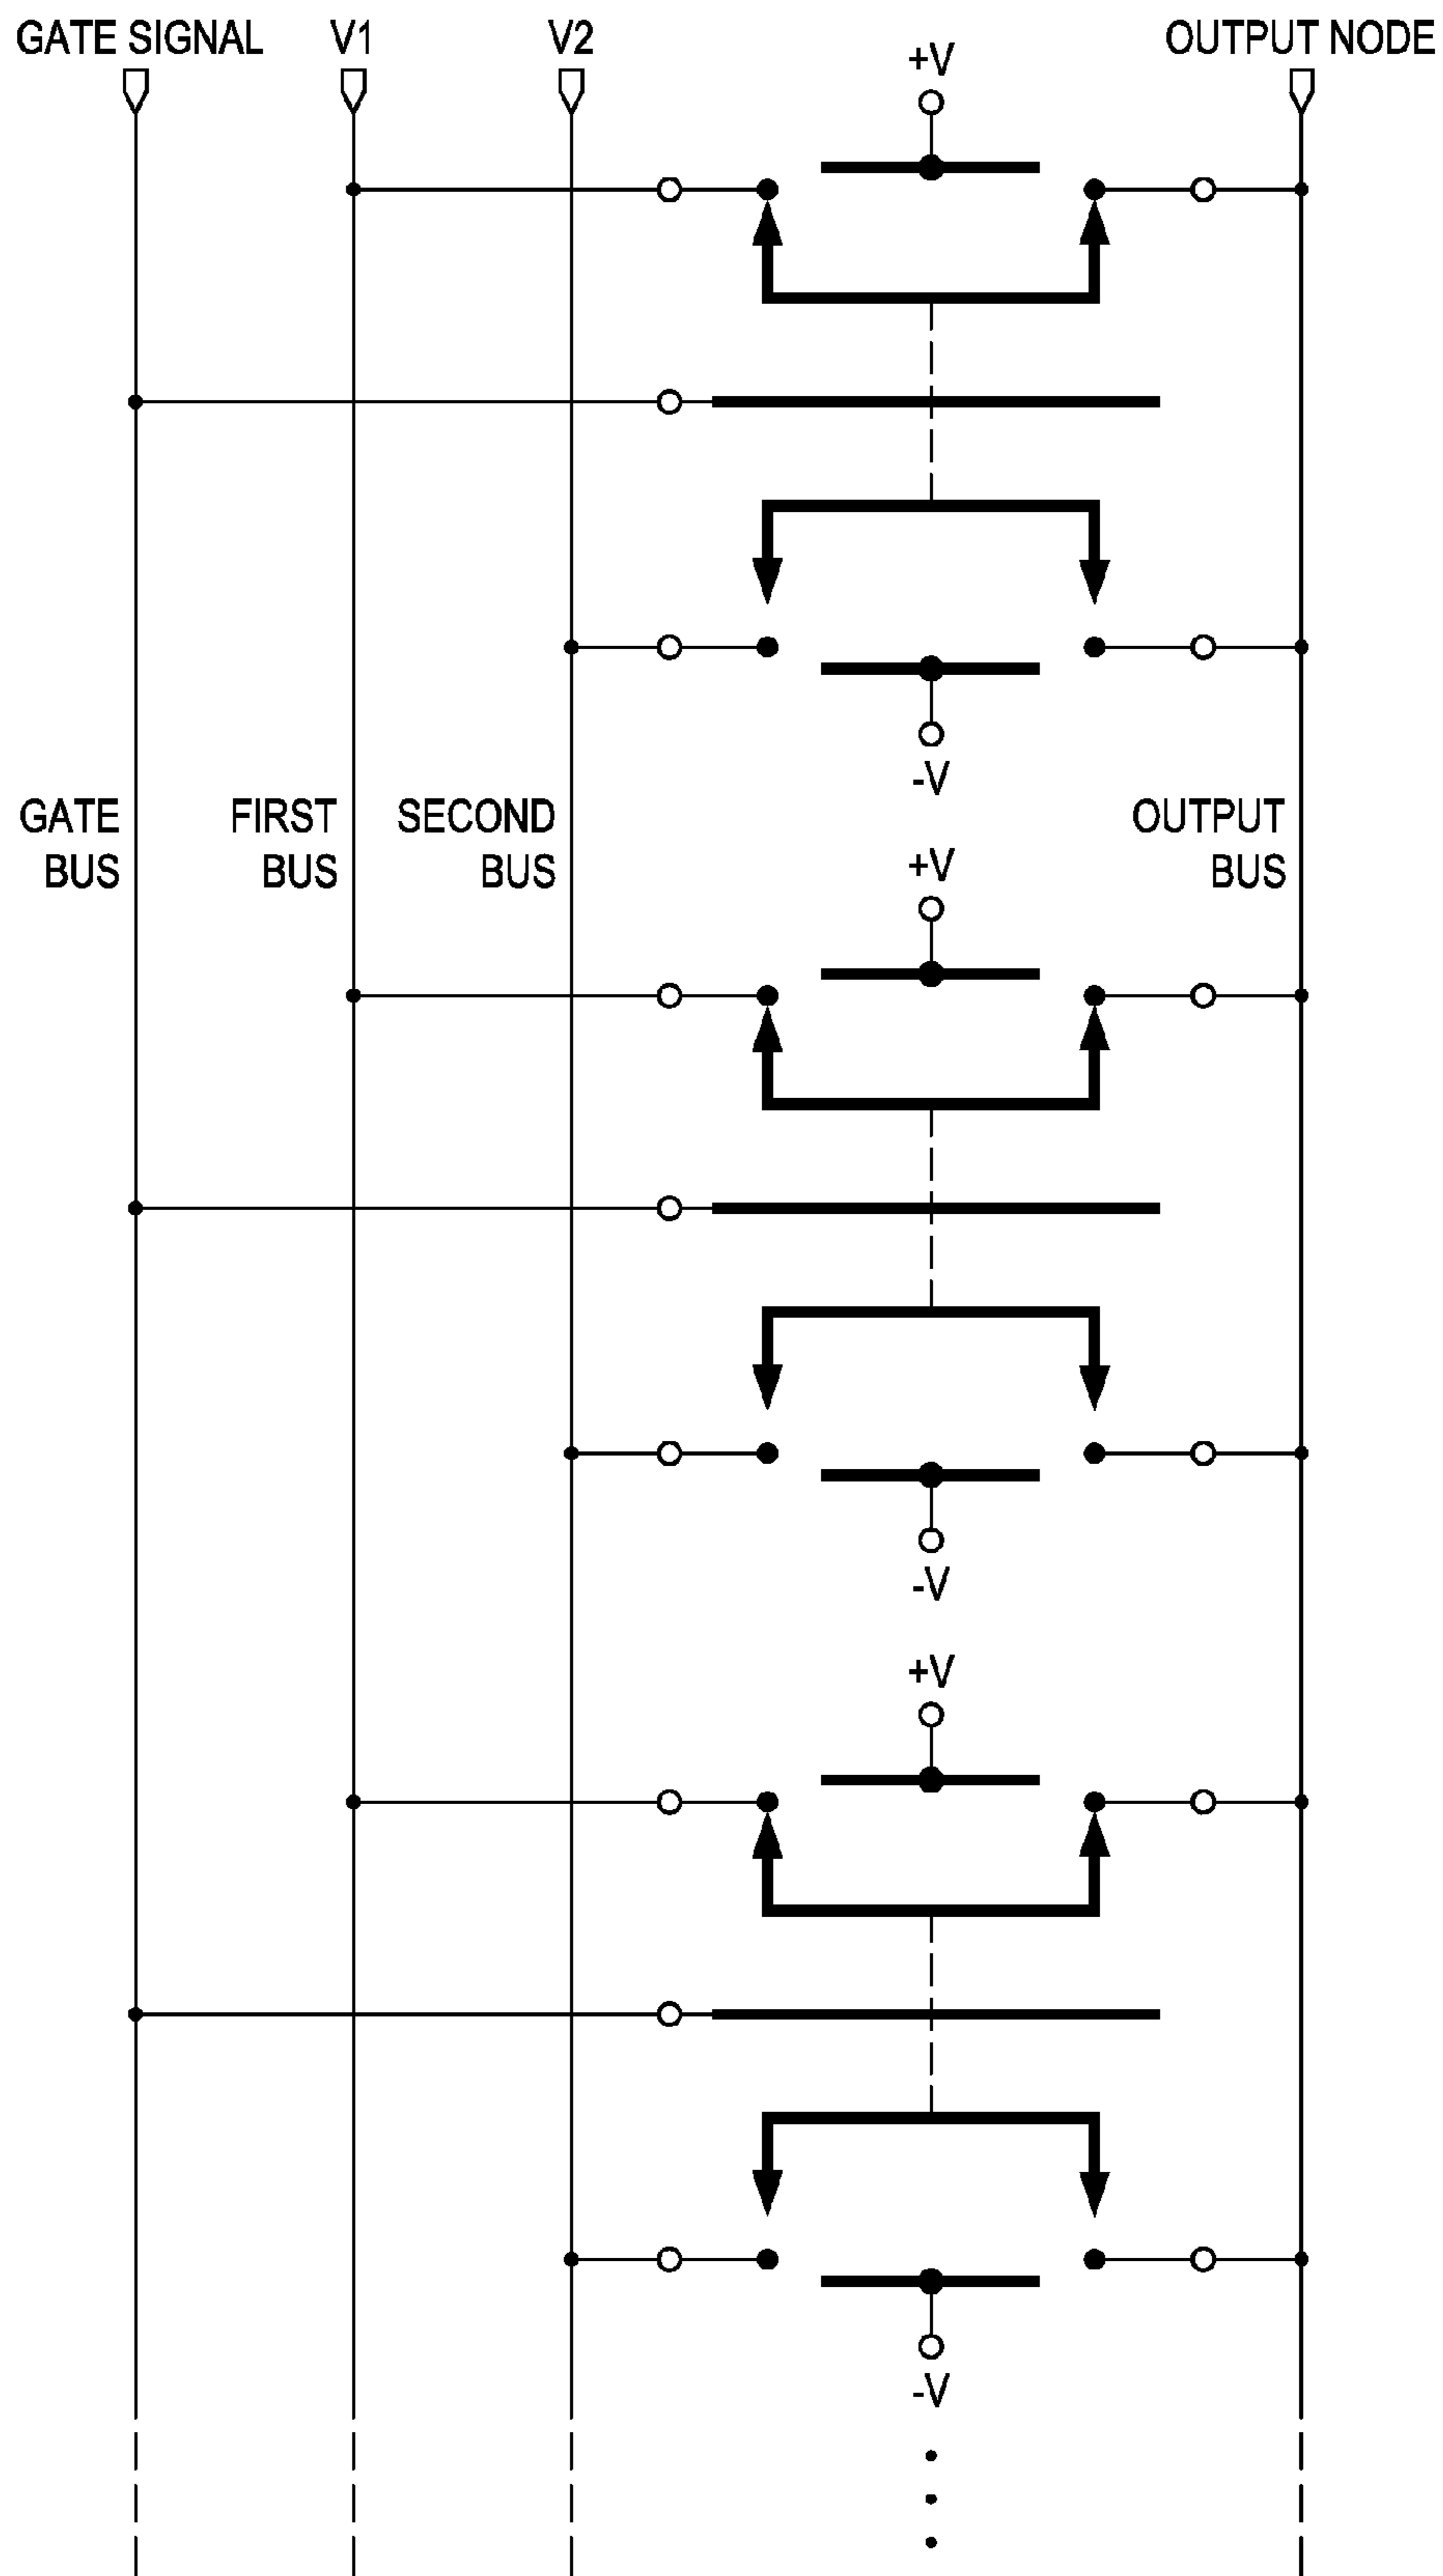 GATE SIGNAL
V1
V2
OUTPUT NODE
+V
-V
GATE
BUS
FIRST
BUS
SECOND
BUS
OUTPUT
BUS
+V
-V
+V
-V